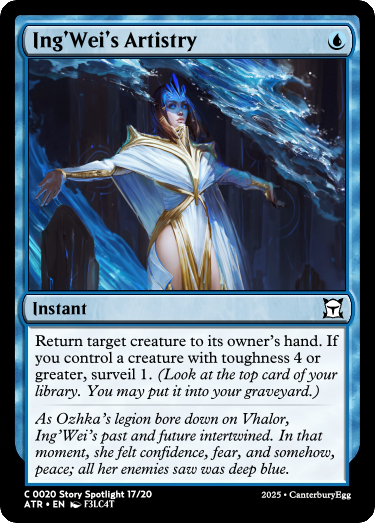 Ing'Wei's Artistry
Instant
Return target creature to its owner's hand. If
you control a creature with toughness 4 or
greater, surveil 1. (Look at the top card of your
library. You may put it into your graveyard.)
As Ozhka's legion bore down on Vhalor,
Ing'Wei's past and future intertwined. In that
moment, she felt confidence, fear, and somehow,
peace; all her enemies saw was deep blue.
C 0020 Story Spotlight 17/20
ATR • EN F3LC4T
2025 • CanterburyEgg